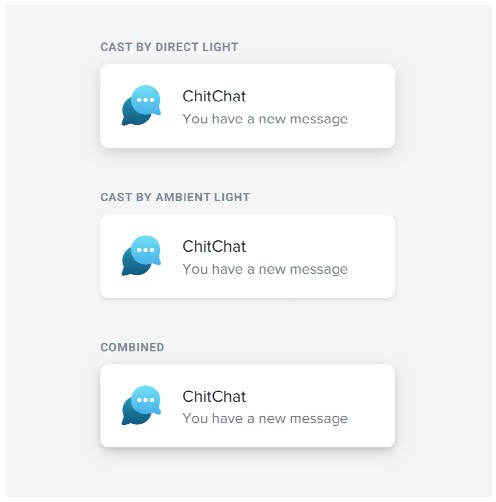 CAST BY DIRECT LIGHT
ChitChat
You have a new message
CAST BY AMBIENT LIGHT
ChitChat
You have a new message
COMBINED
ChitChat
You have a new message